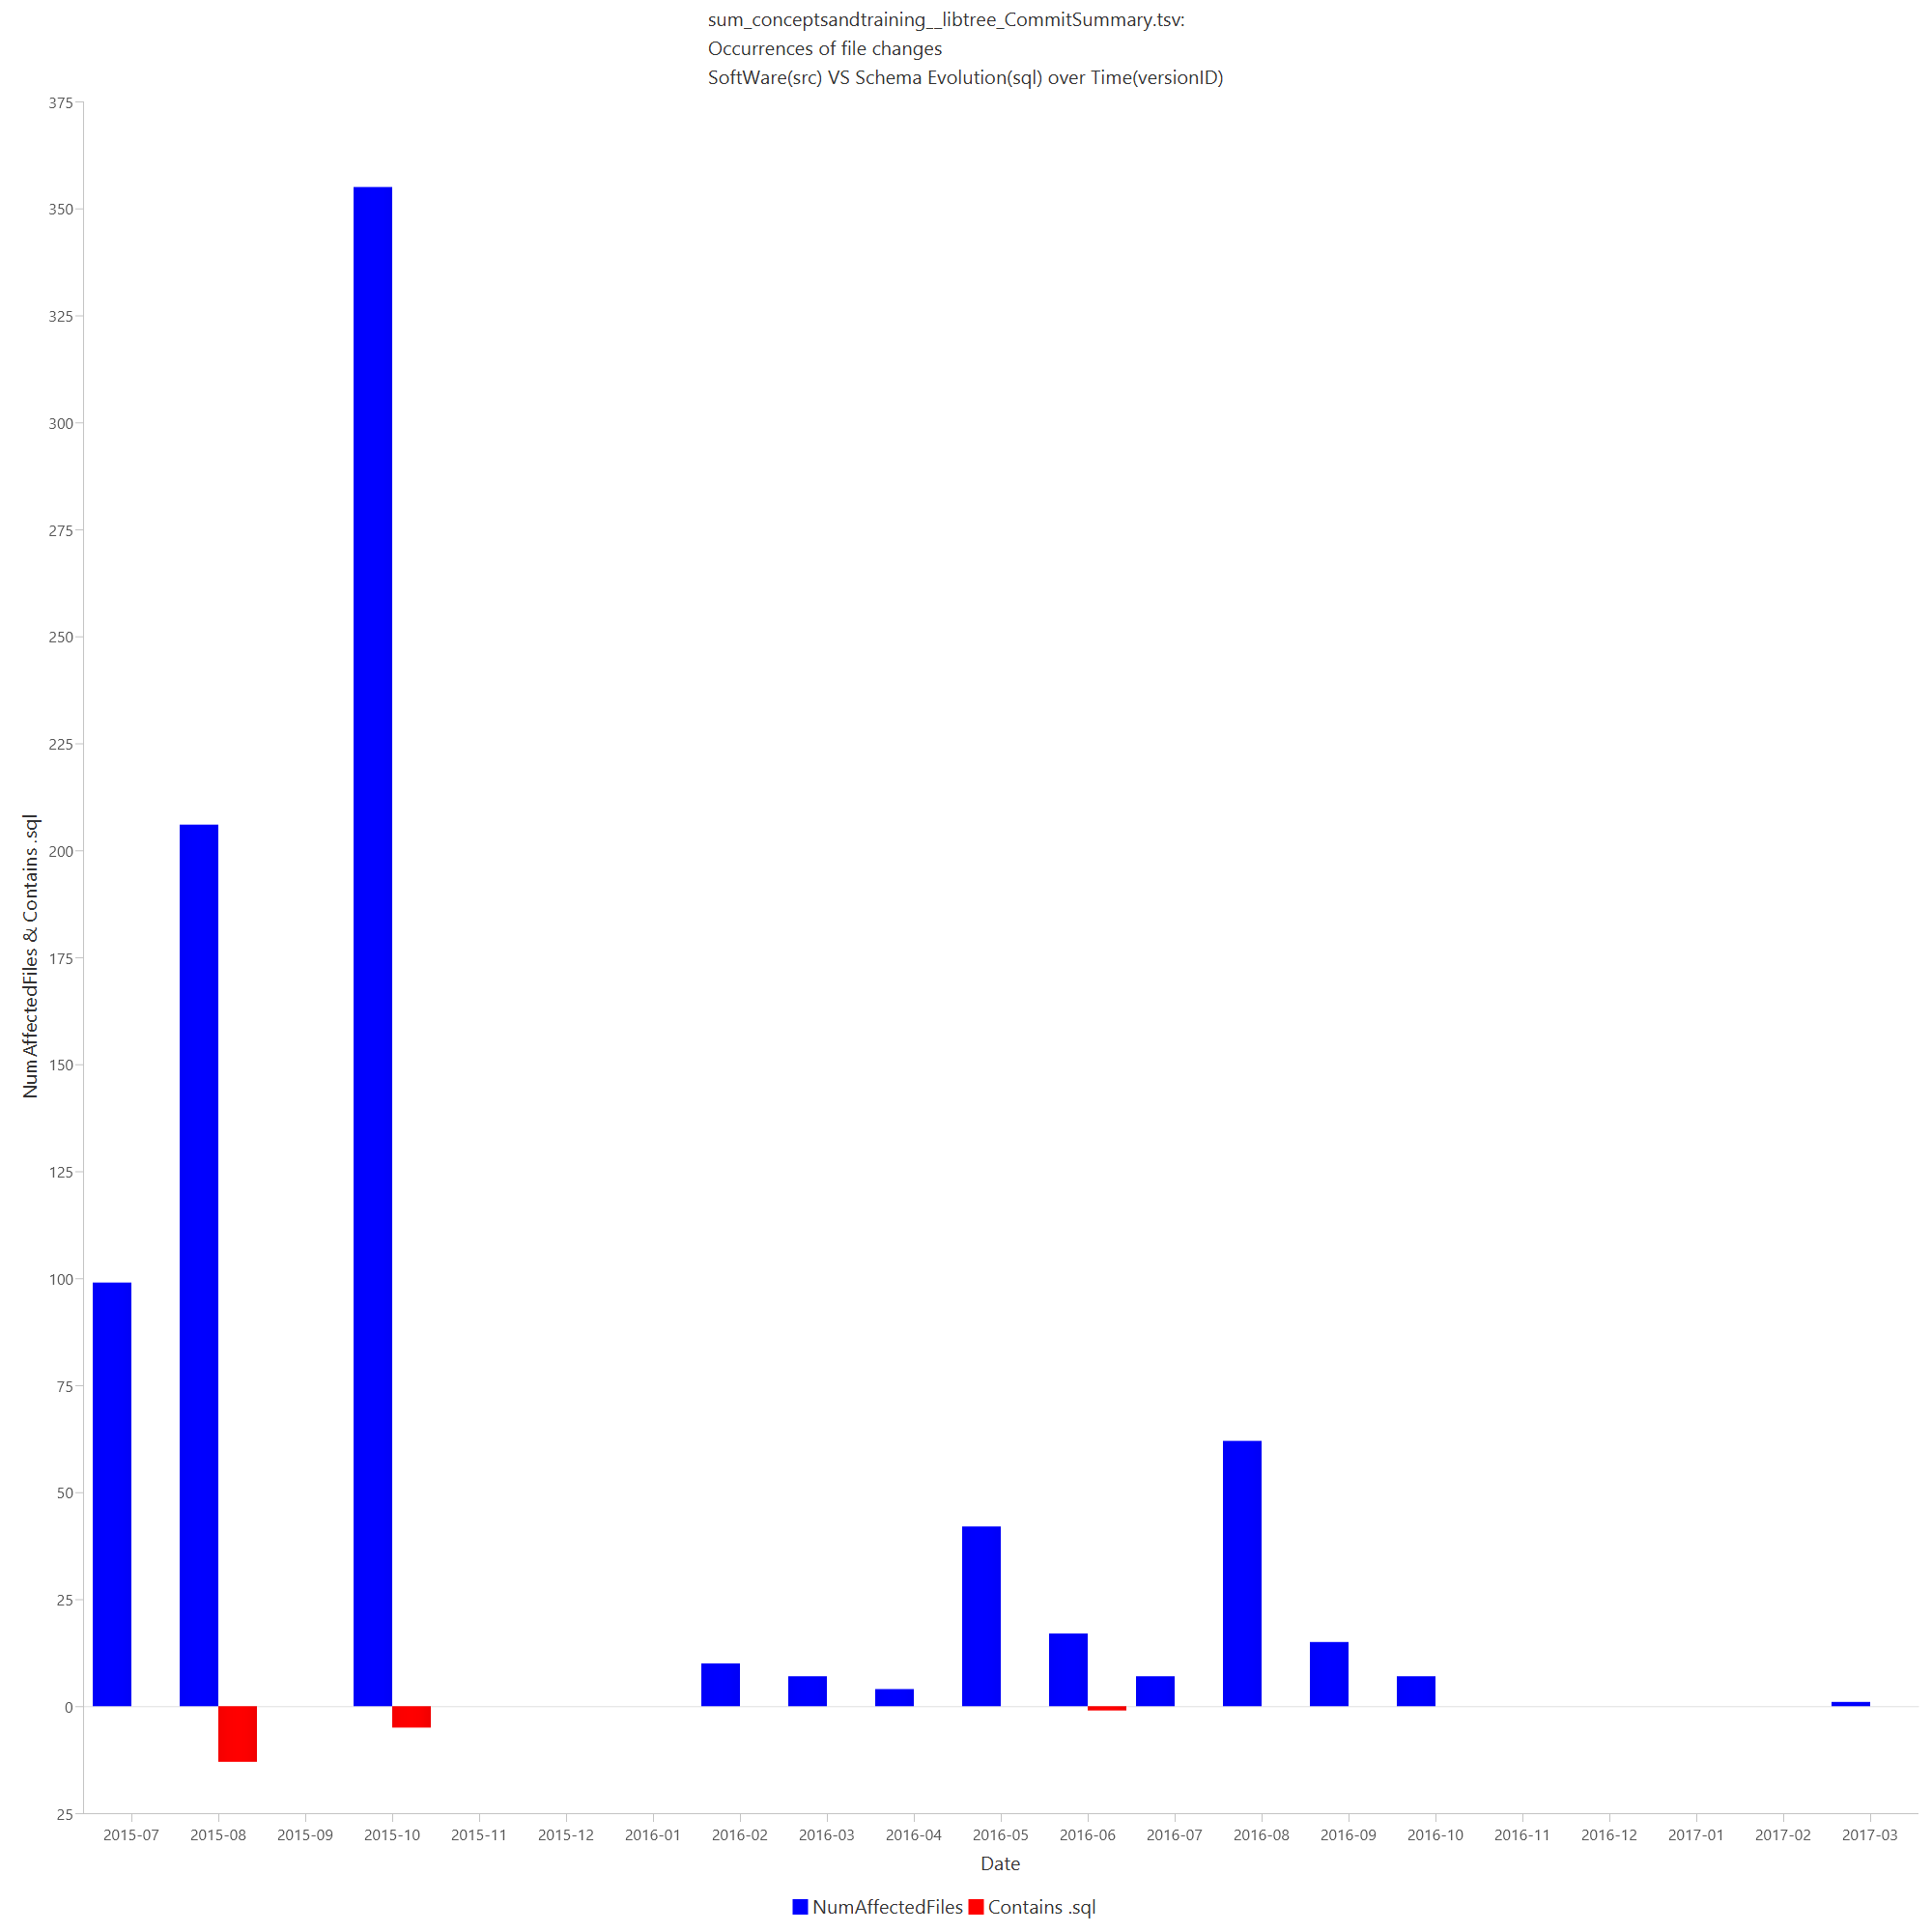 sum_conceptsandtraining__libtree_CommitSummary.tsv:
Occurrences of file changes
SoftWare(src) VS Schema Evolution(sql) over Time(versionID)
375
350
325
300
275
250
225
200
175
150
125
100
75
50
25
0
25
NumAffectedFiles & Contains .sql
2015-07 2015-08 2015-09 2015-10 2015-11 2015-12 2016-01 2016-02 2016-03 2016-04 2016-05 2016-06 2016-07 2016-08 2016-09 2016-10 2016-11 2016-12 2017-01 2017-02 2017-03
Date
NumAffectedFiles Contains .sql